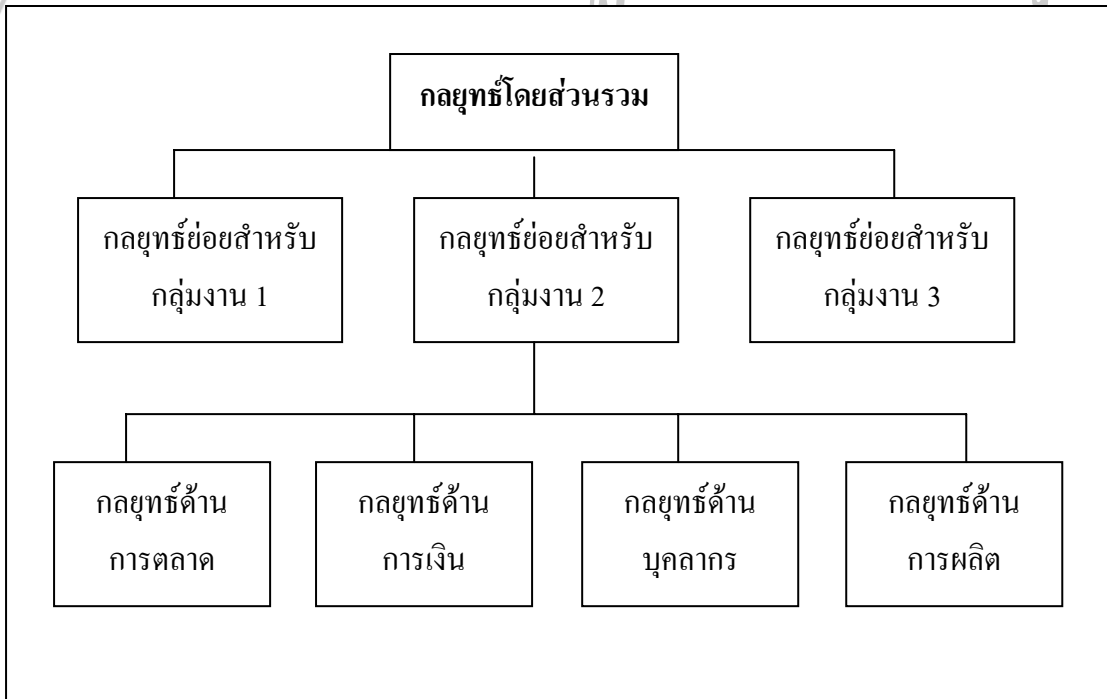 กลยุทธ์โดยส่วนรวม
กลยุทธ์ย่อยสำหรับ
กลุ่มงาน 1
กลยุทธ์ย่อยสำหรับ
กลุ่มงาน 2
กลยุทธ์ย่อยสำหรับ
กลุ่มงาน 3
กลยุทธ์ด้าน
การตลาด
กลยุทธ์ด้าน
การเงิน
กลยุทธ์ด้าน
บุคลากร
กลยุทธ์ด้าน
การผลิต